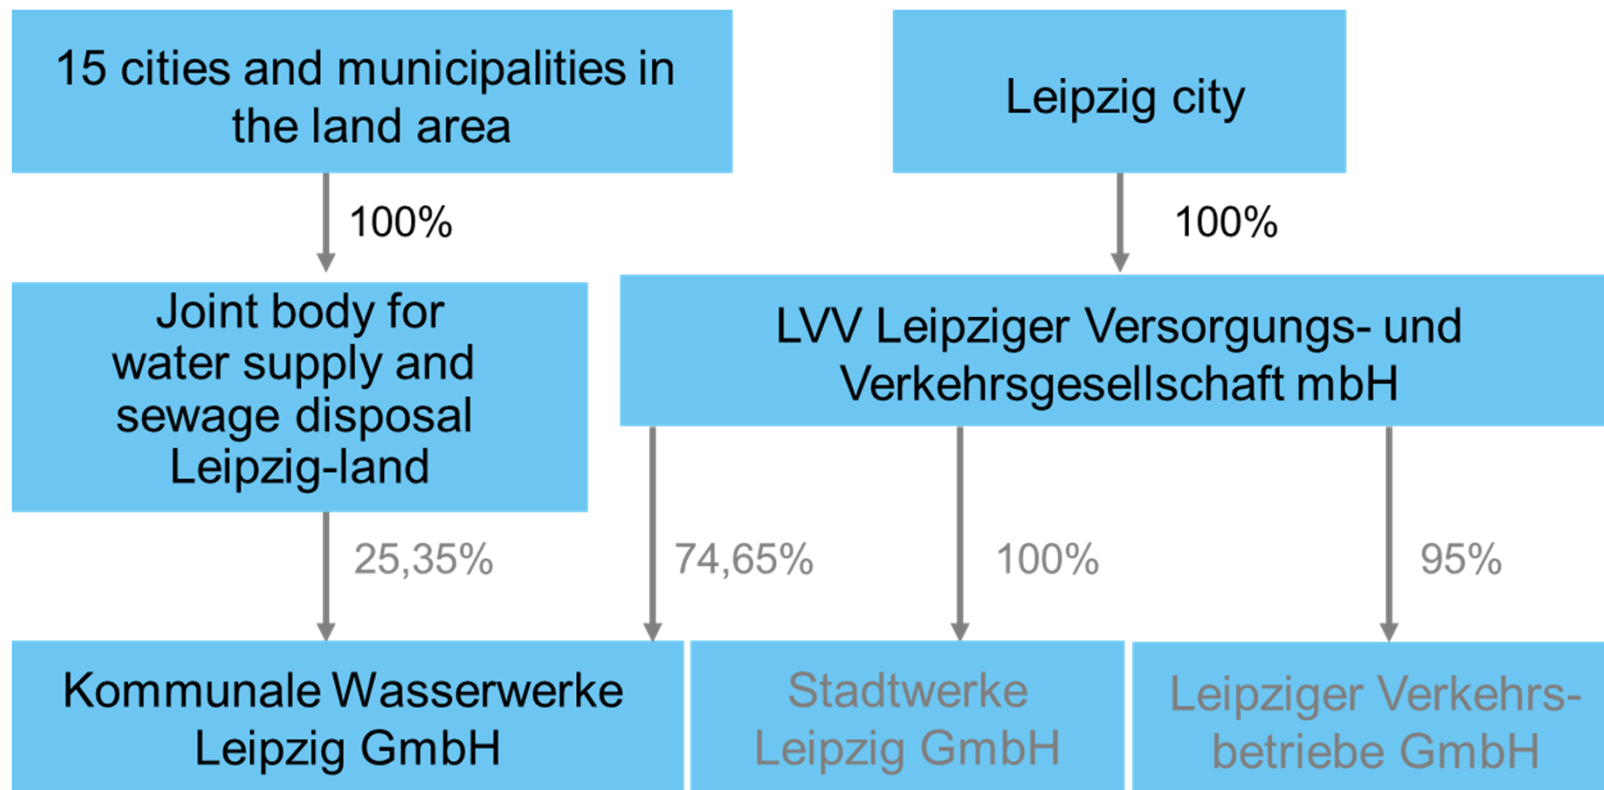 15 cities and municipalities in
the land area
Leipzig city
100%
100%
Joint body for
water supply and
sewage disposal
Leipzig-land
LVV Leipziger Versorgungs- und
Verkehrsgesellschaft mbH
25,35%
74,65%
100%
95%
Kommunale Wasserwerke
Leipzig GmbH
Stadtwerke
Leipzig GmbH
Leipziger Verkehrs-
betriebe GmbH